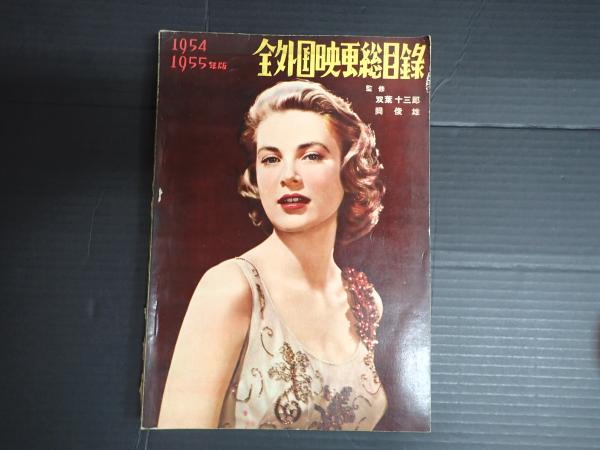 1954
1955年版
全外国映画総目錄
監修
双葉十三郎
岡俊雄